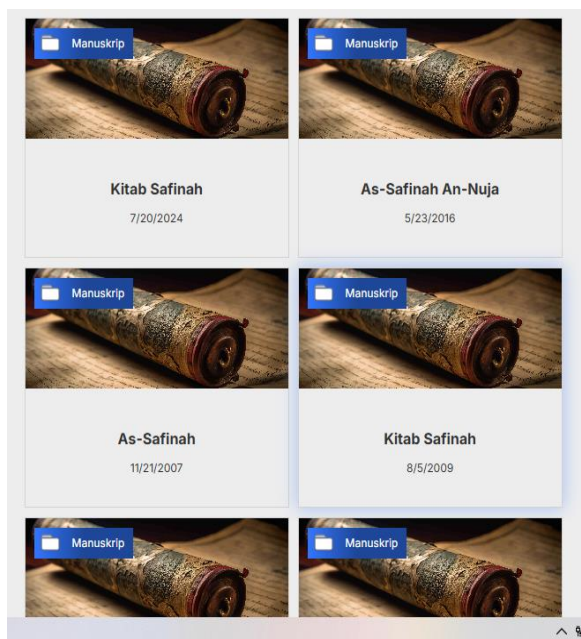 Manuskrip
Manuskrip
Kitab Safinah
As-Safinah An-Nuja
7/20/2024
5/23/2016
Manuskrip
Manuskrip
As-Safinah
Kitab Safinah
11/21/2007
8/5/2009
Manuskrip
Manuskrip